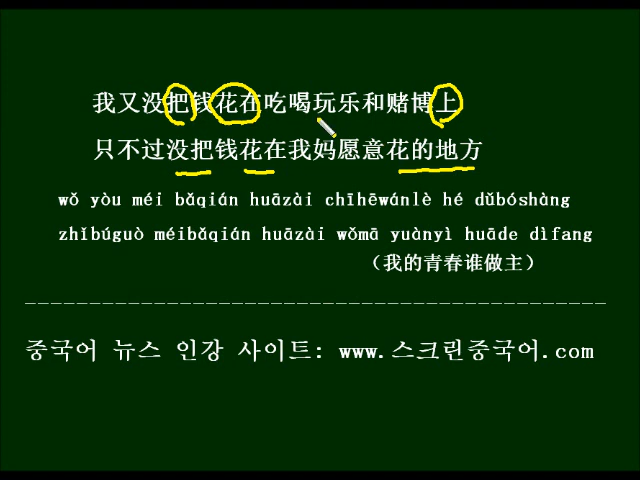 我又没把钱花在吃喝玩乐和赌博上
只不过没把钱花在我妈愿意花的地方
wǒ yòu méi bǎqián huāzài chīhēwánlè hé dǔbóshàng
zhǐbúguò méibǎqián huāzài wǒmā yuànyì huāde dìfang
（我的青春谁做主）
중국어 뉴스 인강 사이트: www.스크린중국어.com